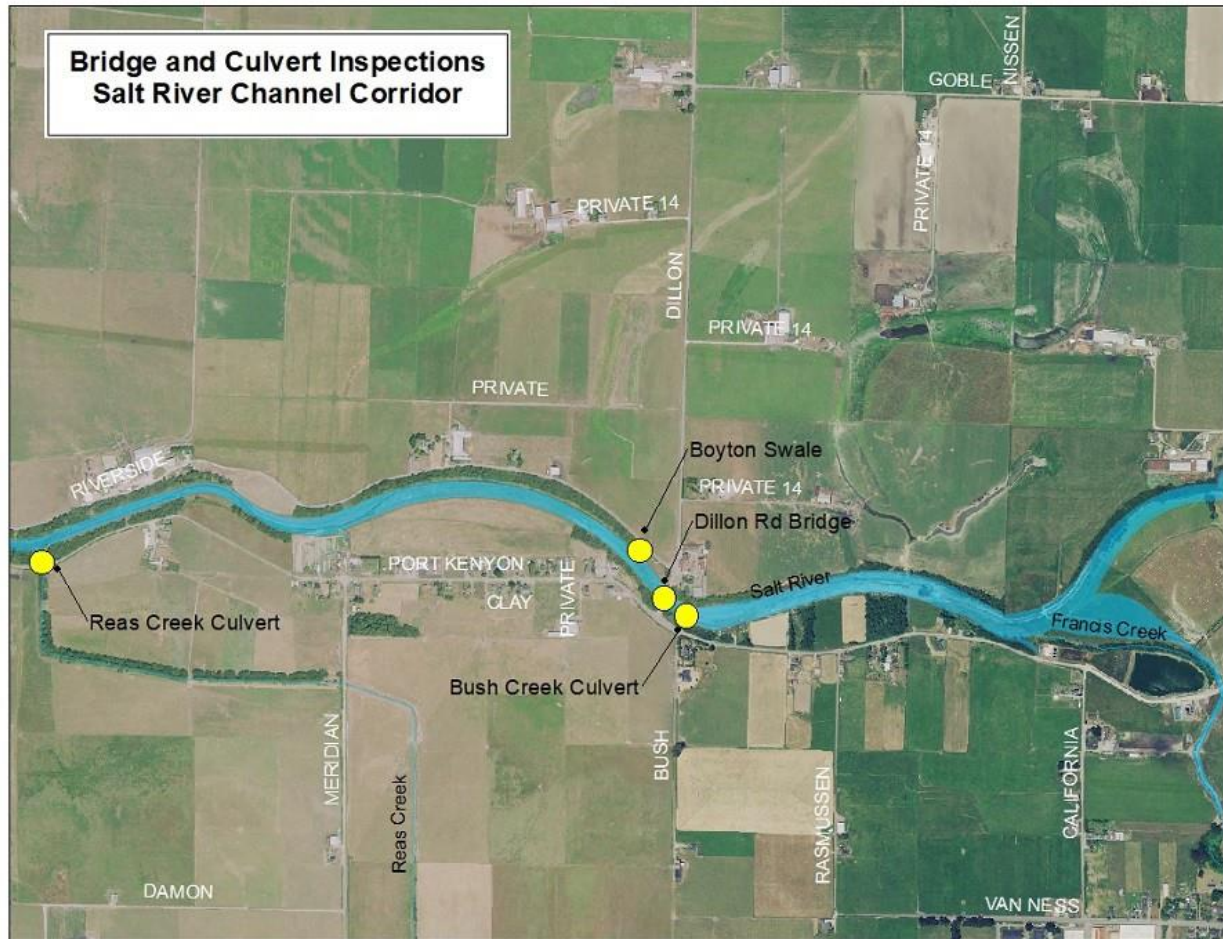 Bridge and Culvert Inspections
Salt River Channel Corridor
GOBLE
NISSEN
PRIVATE 14
PRIVATE 14
DILLON
PRIVATE 14
PRIVATE
RIVERSIDE
Boyton Swale
PRIVATE 14
Dillon Rd Bridge
PORT KENYON
CLAY
PRIVATE
Salt River
Francis Creek
Reas Creek Culvert
Bush Creek Culvert
MERIDIAN
BUSH
RASMUSSEN
CALIFORNIA
Reas Creek
DAMON
VAN NESS